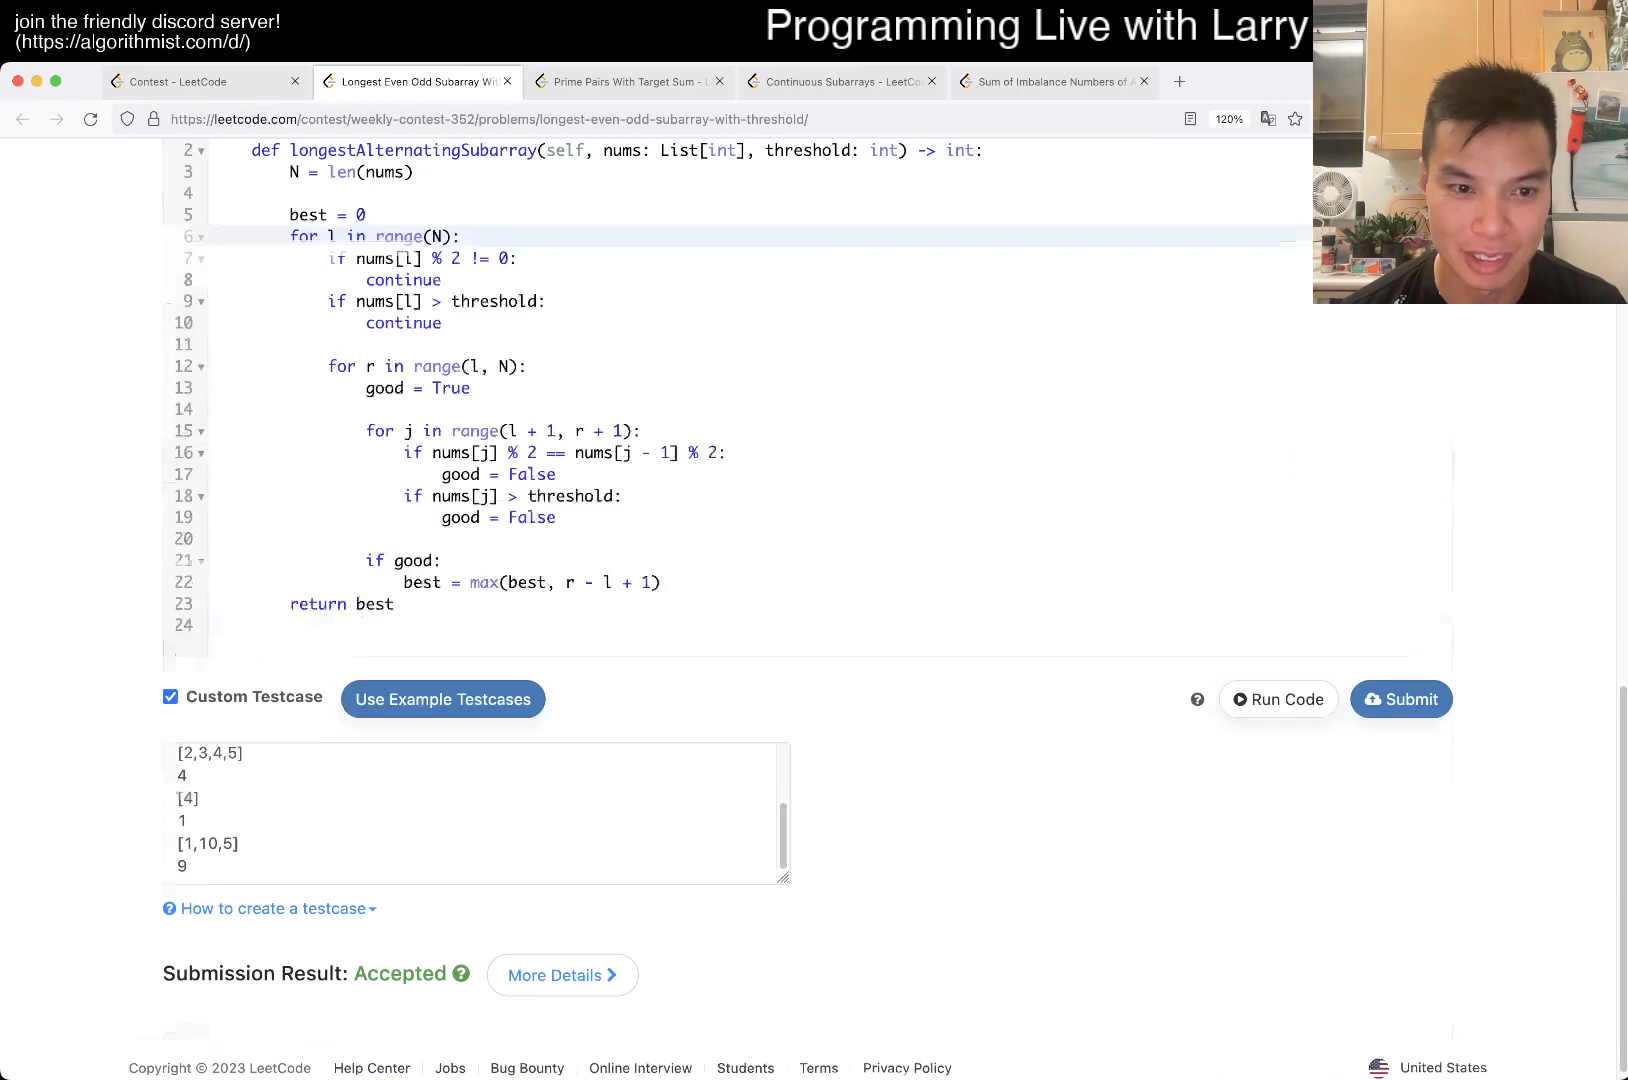 join the friendly discord server!
(https://algorithmist.com/d/)
Programming Live with Larry
Contest - LeetCode
Longest Even Odd Subarray Wit
Prime Pairs With Target Sum - L
Continuous Subarrays - LeetCo
Sum of Imbalance Numbers of A
https://leetcode.com/contest/weekly-contest-352/problems/longest-even-odd-subarray-with-threshold/
120%
2 def longestAlternatingSubarray(self, nums: List[int], threshold: int) -> int:
3 N = len(nums)
4
5 best = 0
6 for l in range(N):
7 if nums[l] % 2 != 0:
8 continue
9 if nums[l] > threshold:
10 continue
11
12 for r in range(l, N):
13 good = True
14
15 for j in range(l + 1, r + 1):
16 if nums[j] % 2 == nums[j - 1] % 2:
17 good = False
18 if nums[j] > threshold:
19 good = False
20
21 if good:
22 best = max(best, r - l + 1)
23 return best
24
Custom Testcase
Use Example Testcases
Run Code
Submit
[2,3,4,5]
4
[4]
1
[1,10,5]
9
How to create a testcase
Submission Result: Accepted
More Details
Copyright © 2023 LeetCode
Help Center
Jobs
Bug Bounty
Online Interview
Students
Terms
Privacy Policy
United States